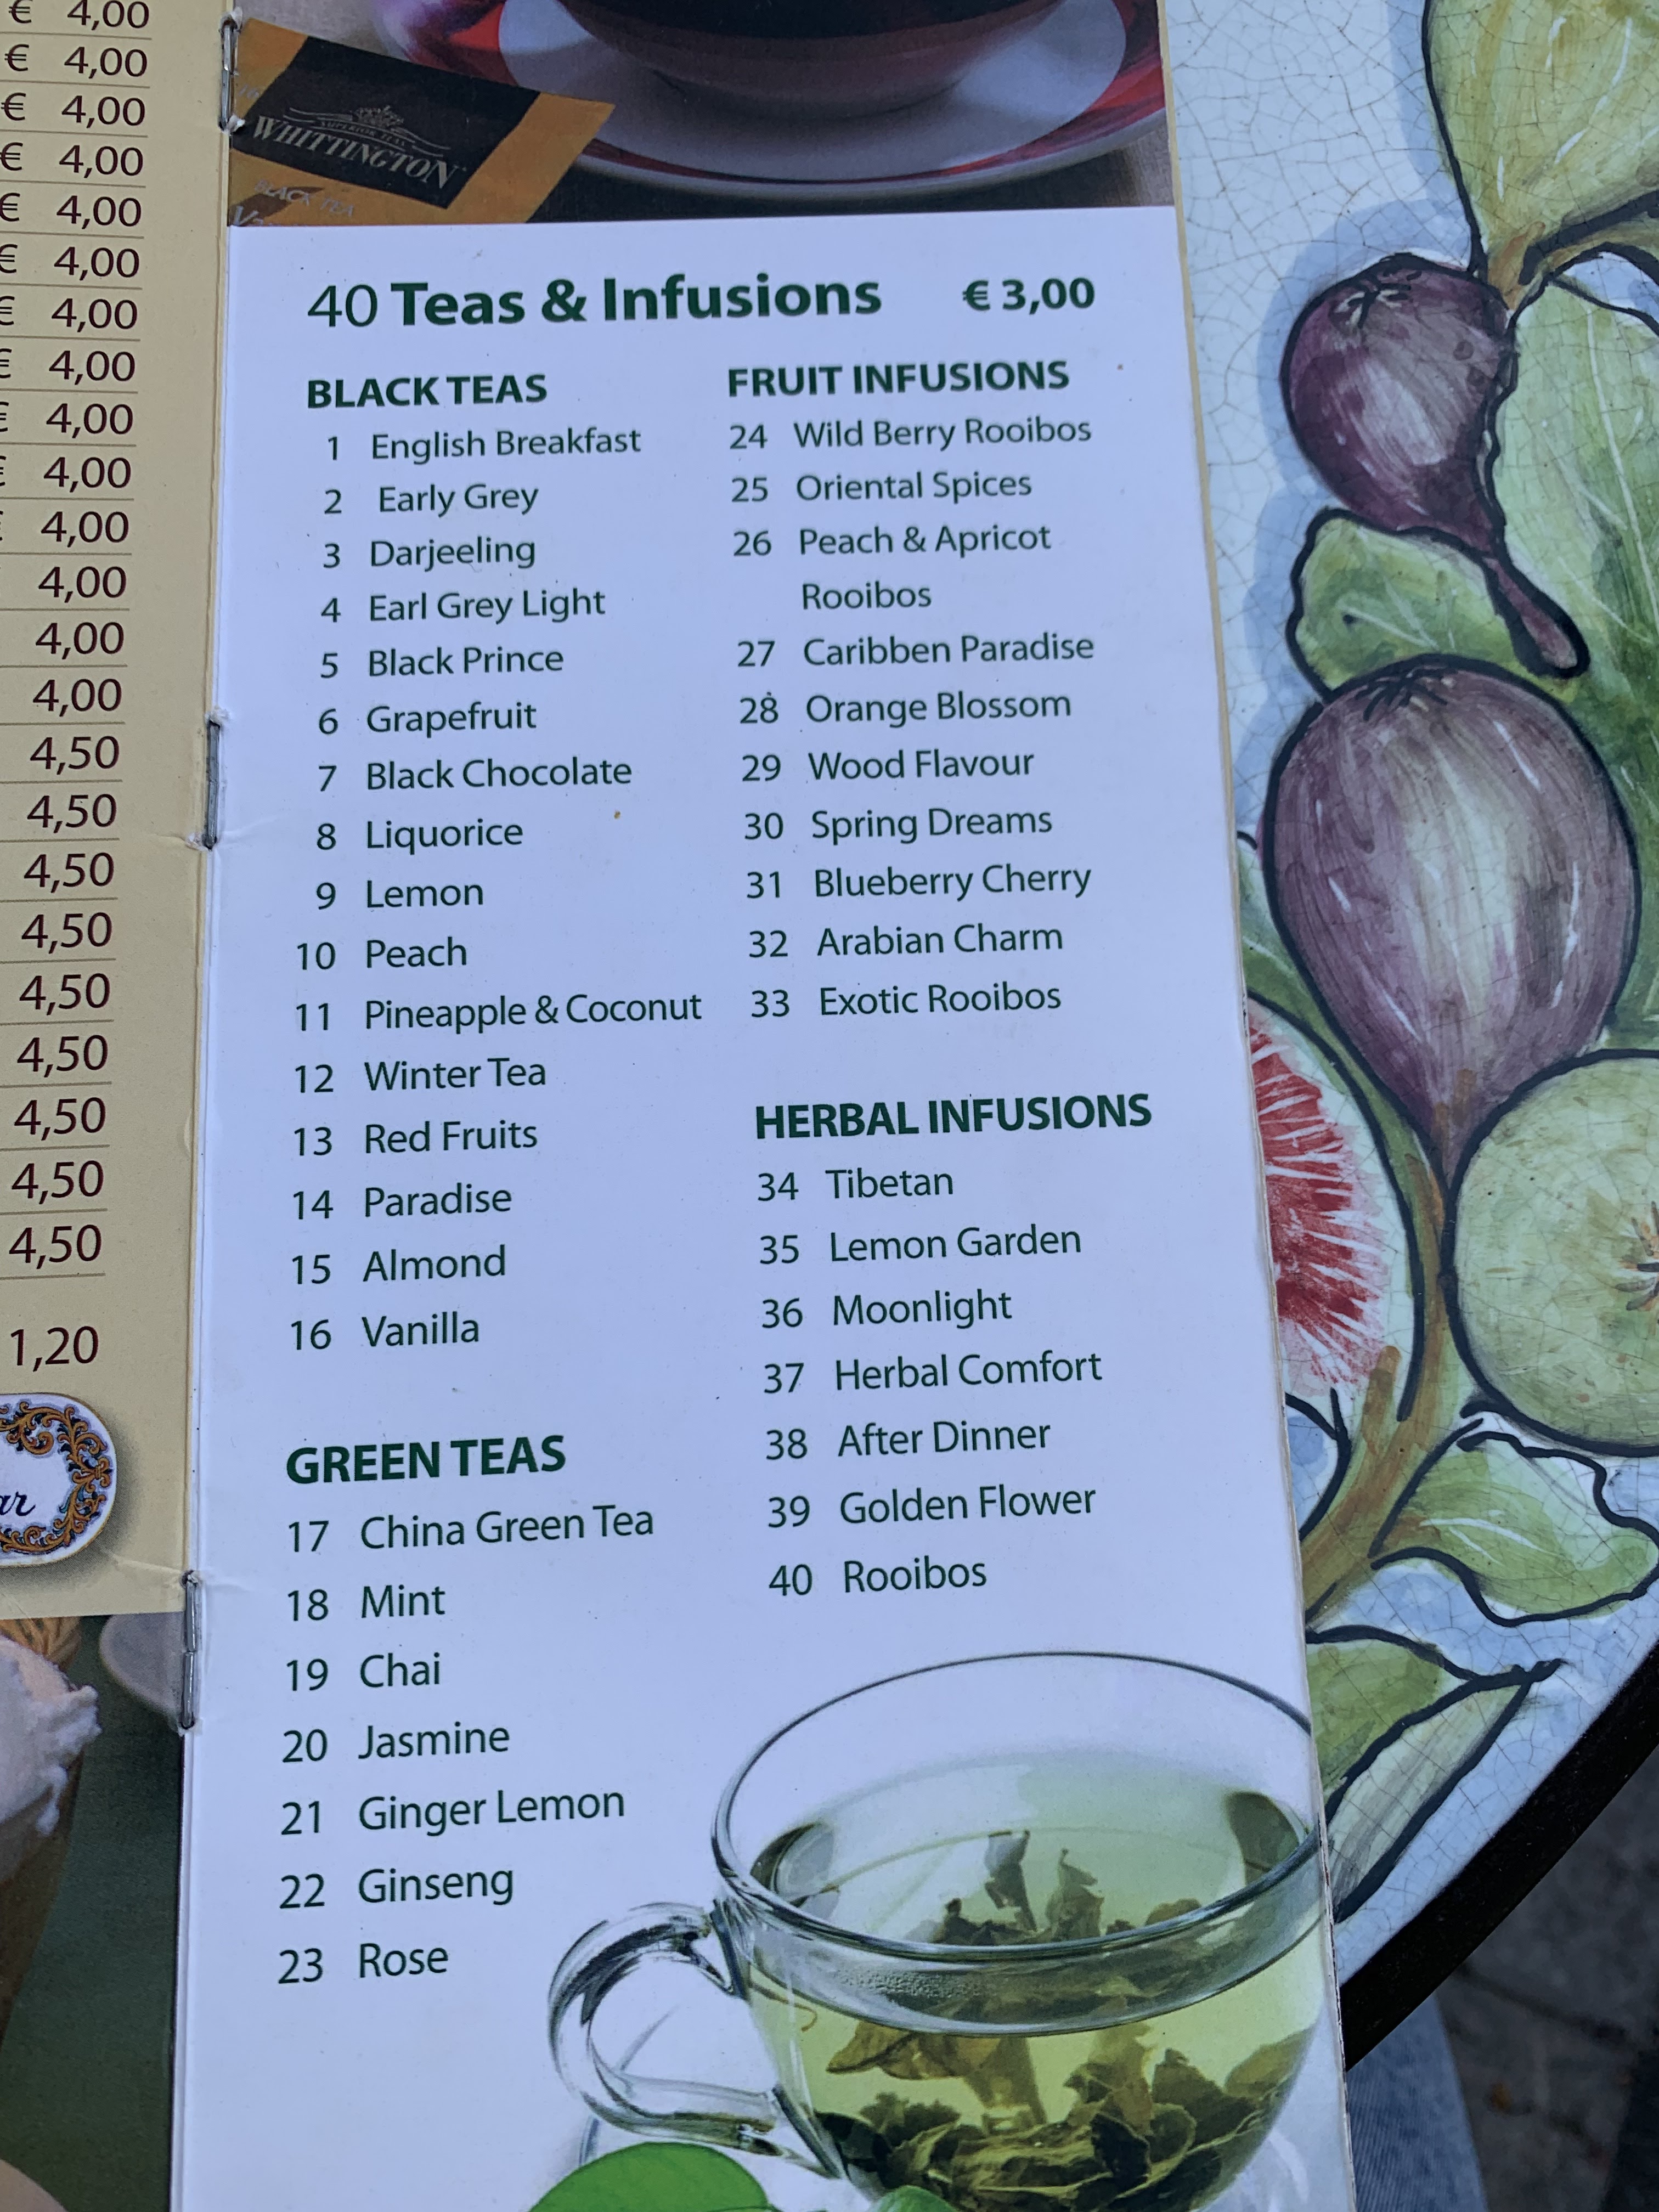 € 4,00
€ 4,00
€ 4,00
€ 4,00
€ 4,00
€ 4,00
€ 4,00
€ 4,00
€ 4,00
€ 4,00
€ 4,00
4,00
4,00
4,00
4,50
4,50
4,50
4,50
4,50
4,50
4,50
4,50
4,50
1,20
ar
SUPERIOR TEAS
WHITTINGTON
BLACK TEA
40 Teas & Infusions € 3,00
BLACK TEAS
1 English Breakfast
2 Early Grey
3 Darjeeling
4 Earl Grey Light
5 Black Prince
6 Grapefruit
7 Black Chocolate
8 Liquorice
9 Lemon
10 Peach
11 Pineapple & Coconut
12 Winter Tea
13 Red Fruits
14 Paradise
15 Almond
16 Vanilla
GREEN TEAS
17 China Green Tea
18 Mint
19 Chai
20 Jasmine
21 Ginger Lemon
22 Ginseng
23 Rose
FRUIT INFUSIONS
24 Wild Berry Rooibos
25 Oriental Spices
26 Peach & Apricot
Rooibos
27 Caribben Paradise
28 Orange Blossom
29 Wood Flavour
30 Spring Dreams
31 Blueberry Cherry
32 Arabian Charm
33 Exotic Rooibos
HERBAL INFUSIONS
34 Tibetan
35 Lemon Garden
36 Moonlight
37 Herbal Comfort
38 After Dinner
39 Golden Flower
40 Rooibos